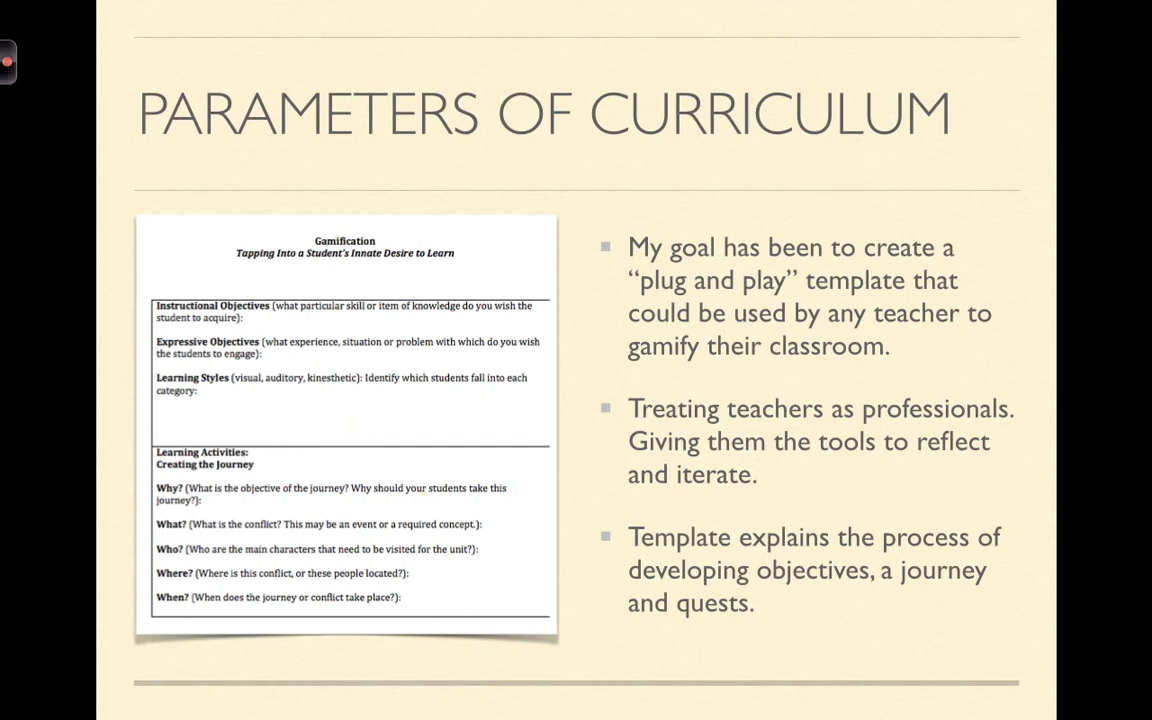 PARAMETERS OF CURRICULUM
Gamification
Tapping Into a Student's Innate Desire to Learn
Instructional Objectives (what particular skill or item of knowledge do you wish the
student to acquire):
Expressive Objectives (what experience, situation or problem with which do you wish
the students to engage):
Learning Styles (visual, auditory, kinesthetic): Identify which students fall into each
category:
Learning Activities:
Creating the Journey
Why? (What is the objective of the journey? Why should your students take this
journey?):
What? (What is the conflict? This may be an event or a required concept.):
Who? (Who are the main characters that need to be visited for the unit?):
Where? (Where is this conflict, or these people located?):
When? (When does the journey or conflict take place?):
My goal has been to create a
“plug and play” template that
could be used by any teacher to
gamify their classroom.
Treating teachers as professionals.
Giving them the tools to reflect
and iterate.
Template explains the process of
developing objectives, a journey
and quests.